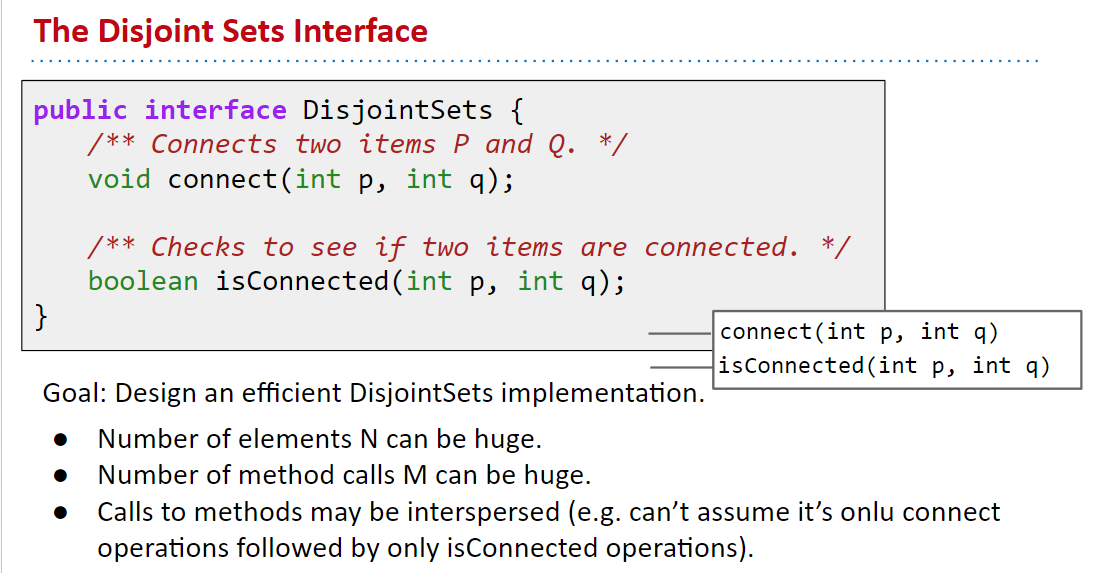 The Disjoint Sets Interface
public interface DisjointSets {
/** Connects two items P and Q. */
void connect(int p, int q);
/** Checks to see if two items are connected. */
boolean isConnected(int p, int q);
}
connect(int p, int q)
isConnected(int p, int q)
Goal: Design an efficient DisjointSets implementation.
● Number of elements N can be huge.
● Number of method calls M can be huge.
● Calls to methods may be interspersed (e.g. can’t assume it’s onlu connect
operations followed by only isConnected operations).